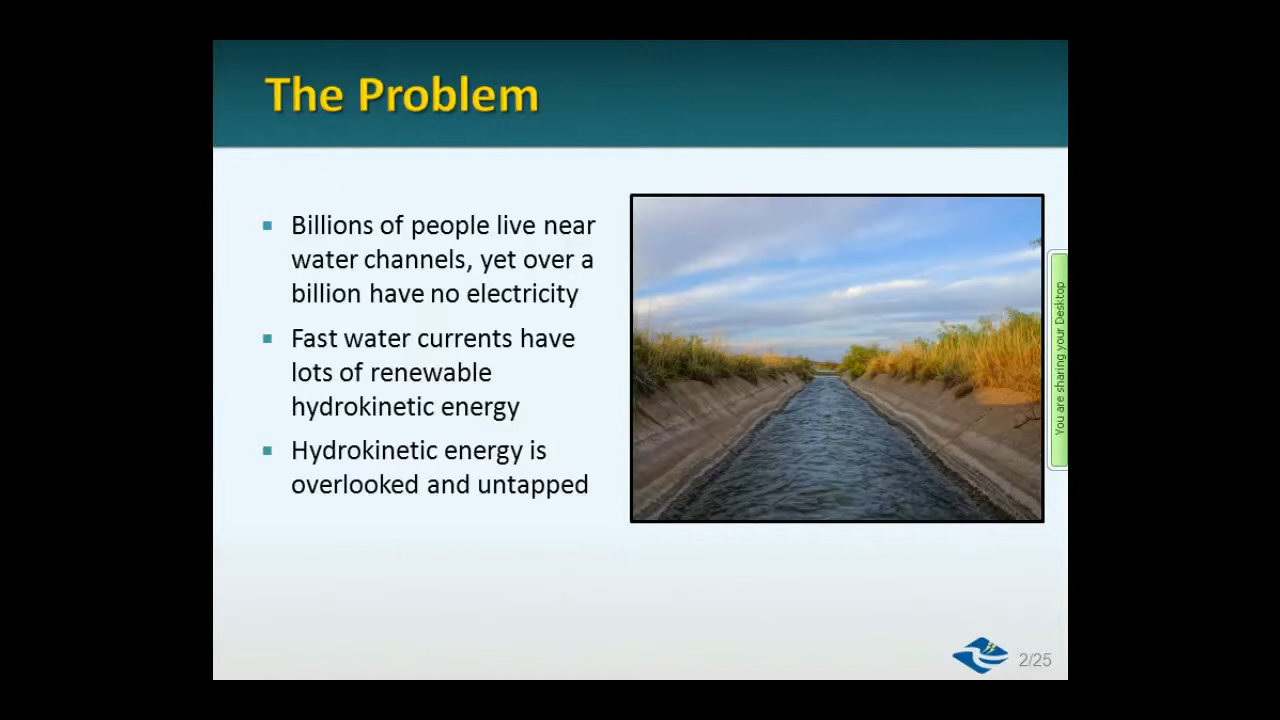 The Problem
Billions of people live near
water channels, yet over a
billion have no electricity
Fast water currents have
lots of renewable
hydrokinetic energy
Hydrokinetic energy is
overlooked and untapped
You are sharing your Desktop
2/25